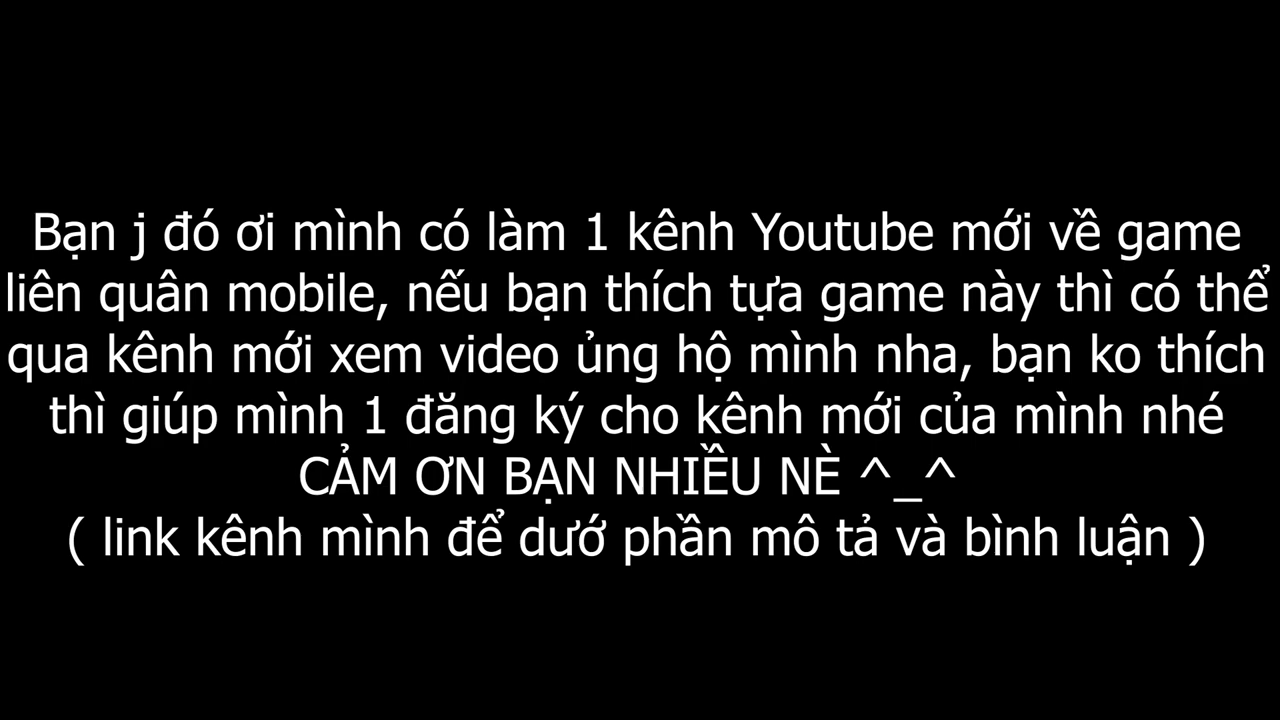 Bạn j đó ơi mình có làm 1 kênh Youtube mới về game
liên quân mobile, nếu bạn thích tựa game này thì có thể
qua kênh mới xem video ủng hộ mình nha, bạn ko thích
thì giúp mình 1 đăng ký cho kênh mới của mình nhé
CẢM ƠN BẠN NHIỀU NÈ ^_^
( link kênh mình để dướ phần mô tả và bình luận )